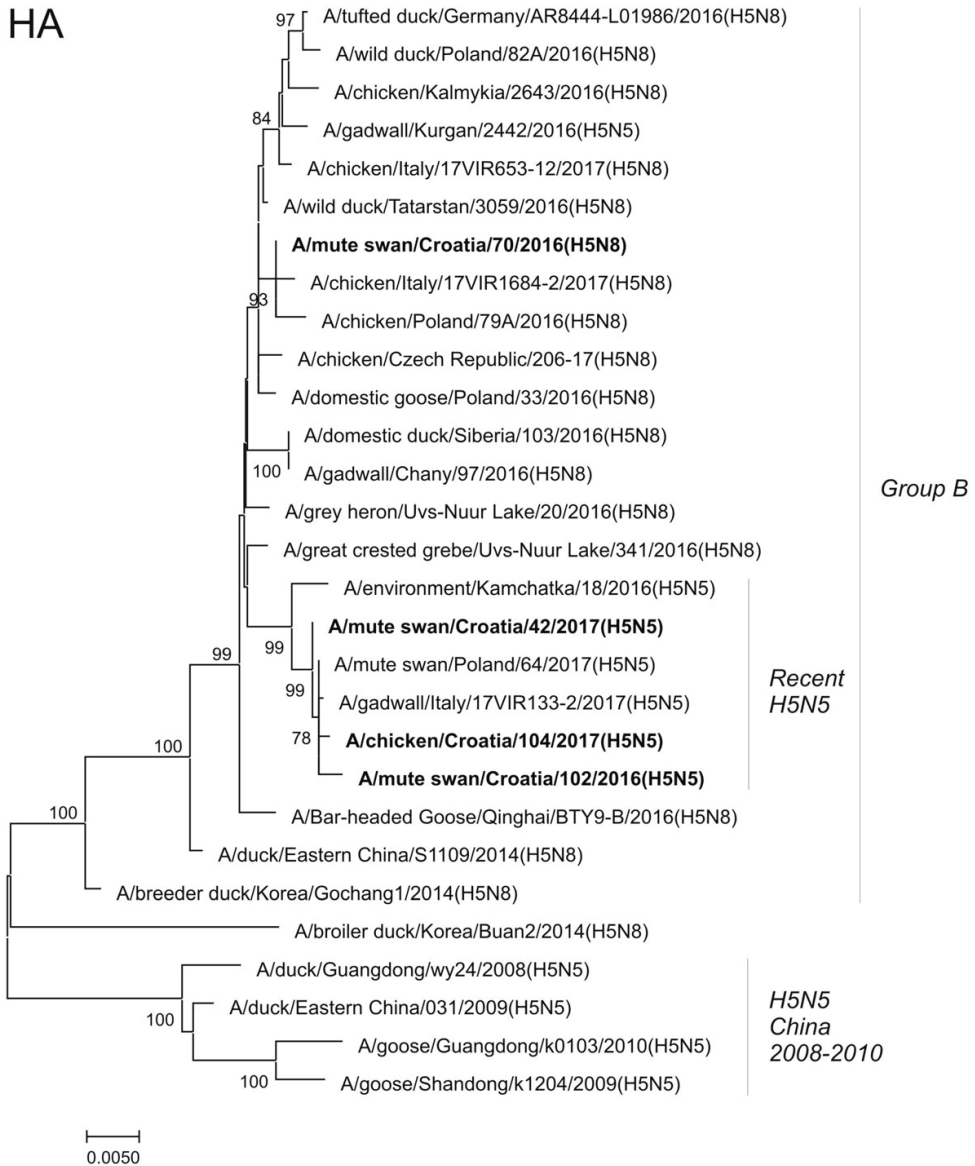 HA
97
A/tufted duck/Germany/AR8444-L01986/2016(H5N8)
A/wild duck/Poland/82A/2016(H5N8)
A/chicken/Kalmykia/2643/2016(H5N8)
84
A/gadwall/Kurgan/2442/2016(H5N5)
A/chicken/Italy/17VIR653-12/2017(H5N8)
A/wild duck/Tatarstan/3059/2016(H5N8)
A/mute swan/Croatia/70/2016(H5N8)
A/chicken/Italy/17VIR1684-2/2017(H5N8)
93
A/chicken/Poland/79A/2016(H5N8)
A/chicken/Czech Republic/206-17(H5N8)
A/domestic goose/Poland/33/2016(H5N8)
A/domestic duck/Siberia/103/2016(H5N8)
100
A/gadwall/Chany/97/2016(H5N8)
Group B
A/grey heron/Uvs-Nuur Lake/20/2016(H5N8)
A/great crested grebe/Uvs-Nuur Lake/341/2016(H5N8)
A/environment/Kamchatka/18/2016(H5N5)
A/mute swan/Croatia/42/2017(H5N5)
99
99
A/mute swan/Poland/64/2017(H5N5)
Recent
H5N5
99
A/gadwall/Italy/17VIR133-2/2017(H5N5)
78
A/chicken/Croatia/104/2017(H5N5)
100
A/mute swan/Croatia/102/2016(H5N5)
100
A/Bar-headed Goose/Qinghai/BTY9-B/2016(H5N8)
A/duck/Eastern China/S1109/2014(H5N8)
A/breeder duck/Korea/Gochang1/2014(H5N8)
A/broiler duck/Korea/Buan2/2014(H5N8)
A/duck/Guangdong/wy24/2008(H5N5)
A/duck/Eastern China/031/2009(H5N5)
100
H5N5
China
2008-2010
A/goose/Guangdong/k0103/2010(H5N5)
100
A/goose/Shandong/k1204/2009(H5N5)
0.0050